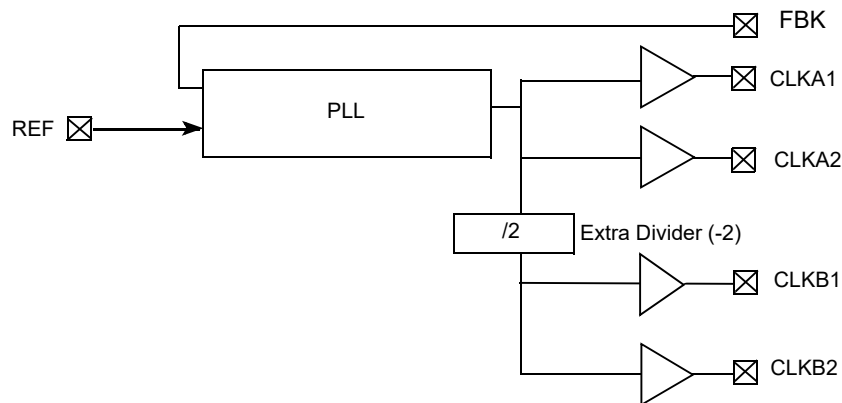 FBK
CLKA1
PLL
REF
CLKA2
/2
Extra Divider (-2)
CLKB1
CLKB2